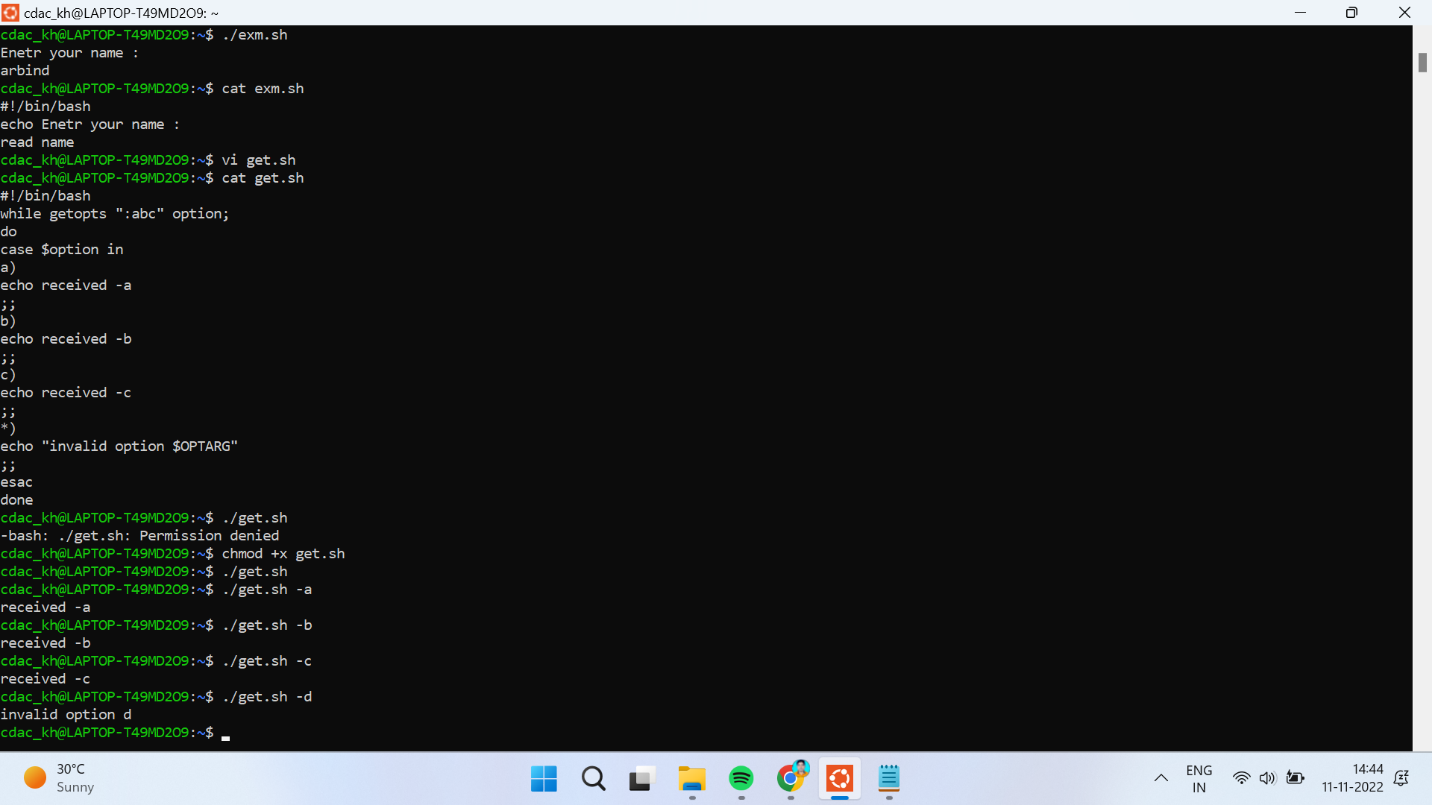 cdac_kh@LAPTOP-T49MD2O9: ~
cdac_kh@LAPTOP-T49MD2O9:~$ ./exm.sh
Enetr your name :
arbind
cdac_kh@LAPTOP-T49MD2O9:~$ cat exm.sh
#!/bin/bash
echo Enetr your name :
read name
cdac_kh@LAPTOP-T49MD2O9:~$ vi get.sh
cdac_kh@LAPTOP-T49MD2O9:~$ cat get.sh
#!/bin/bash
while getopts ":abc" option;
do
case $option in
a)
echo received -a
;;
b)
echo received -b
;;
c)
echo received -c
;;
*)
echo "invalid option $OPTARG"
;;
esac
done
cdac_kh@LAPTOP-T49MD2O9:~$ ./get.sh
-bash: ./get.sh: Permission denied
cdac_kh@LAPTOP-T49MD2O9:~$ chmod +x get.sh
cdac_kh@LAPTOP-T49MD2O9:~$ ./get.sh
cdac_kh@LAPTOP-T49MD2O9:~$ ./get.sh -a
received -a
cdac_kh@LAPTOP-T49MD2O9:~$ ./get.sh -b
received -b
cdac_kh@LAPTOP-T49MD2O9:~$ ./get.sh -c
received -c
cdac_kh@LAPTOP-T49MD2O9:~$ ./get.sh -d
invalid option d
cdac_kh@LAPTOP-T49MD2O9:~$
30°C
Sunny
ENG
IN
14:44
11-11-2022